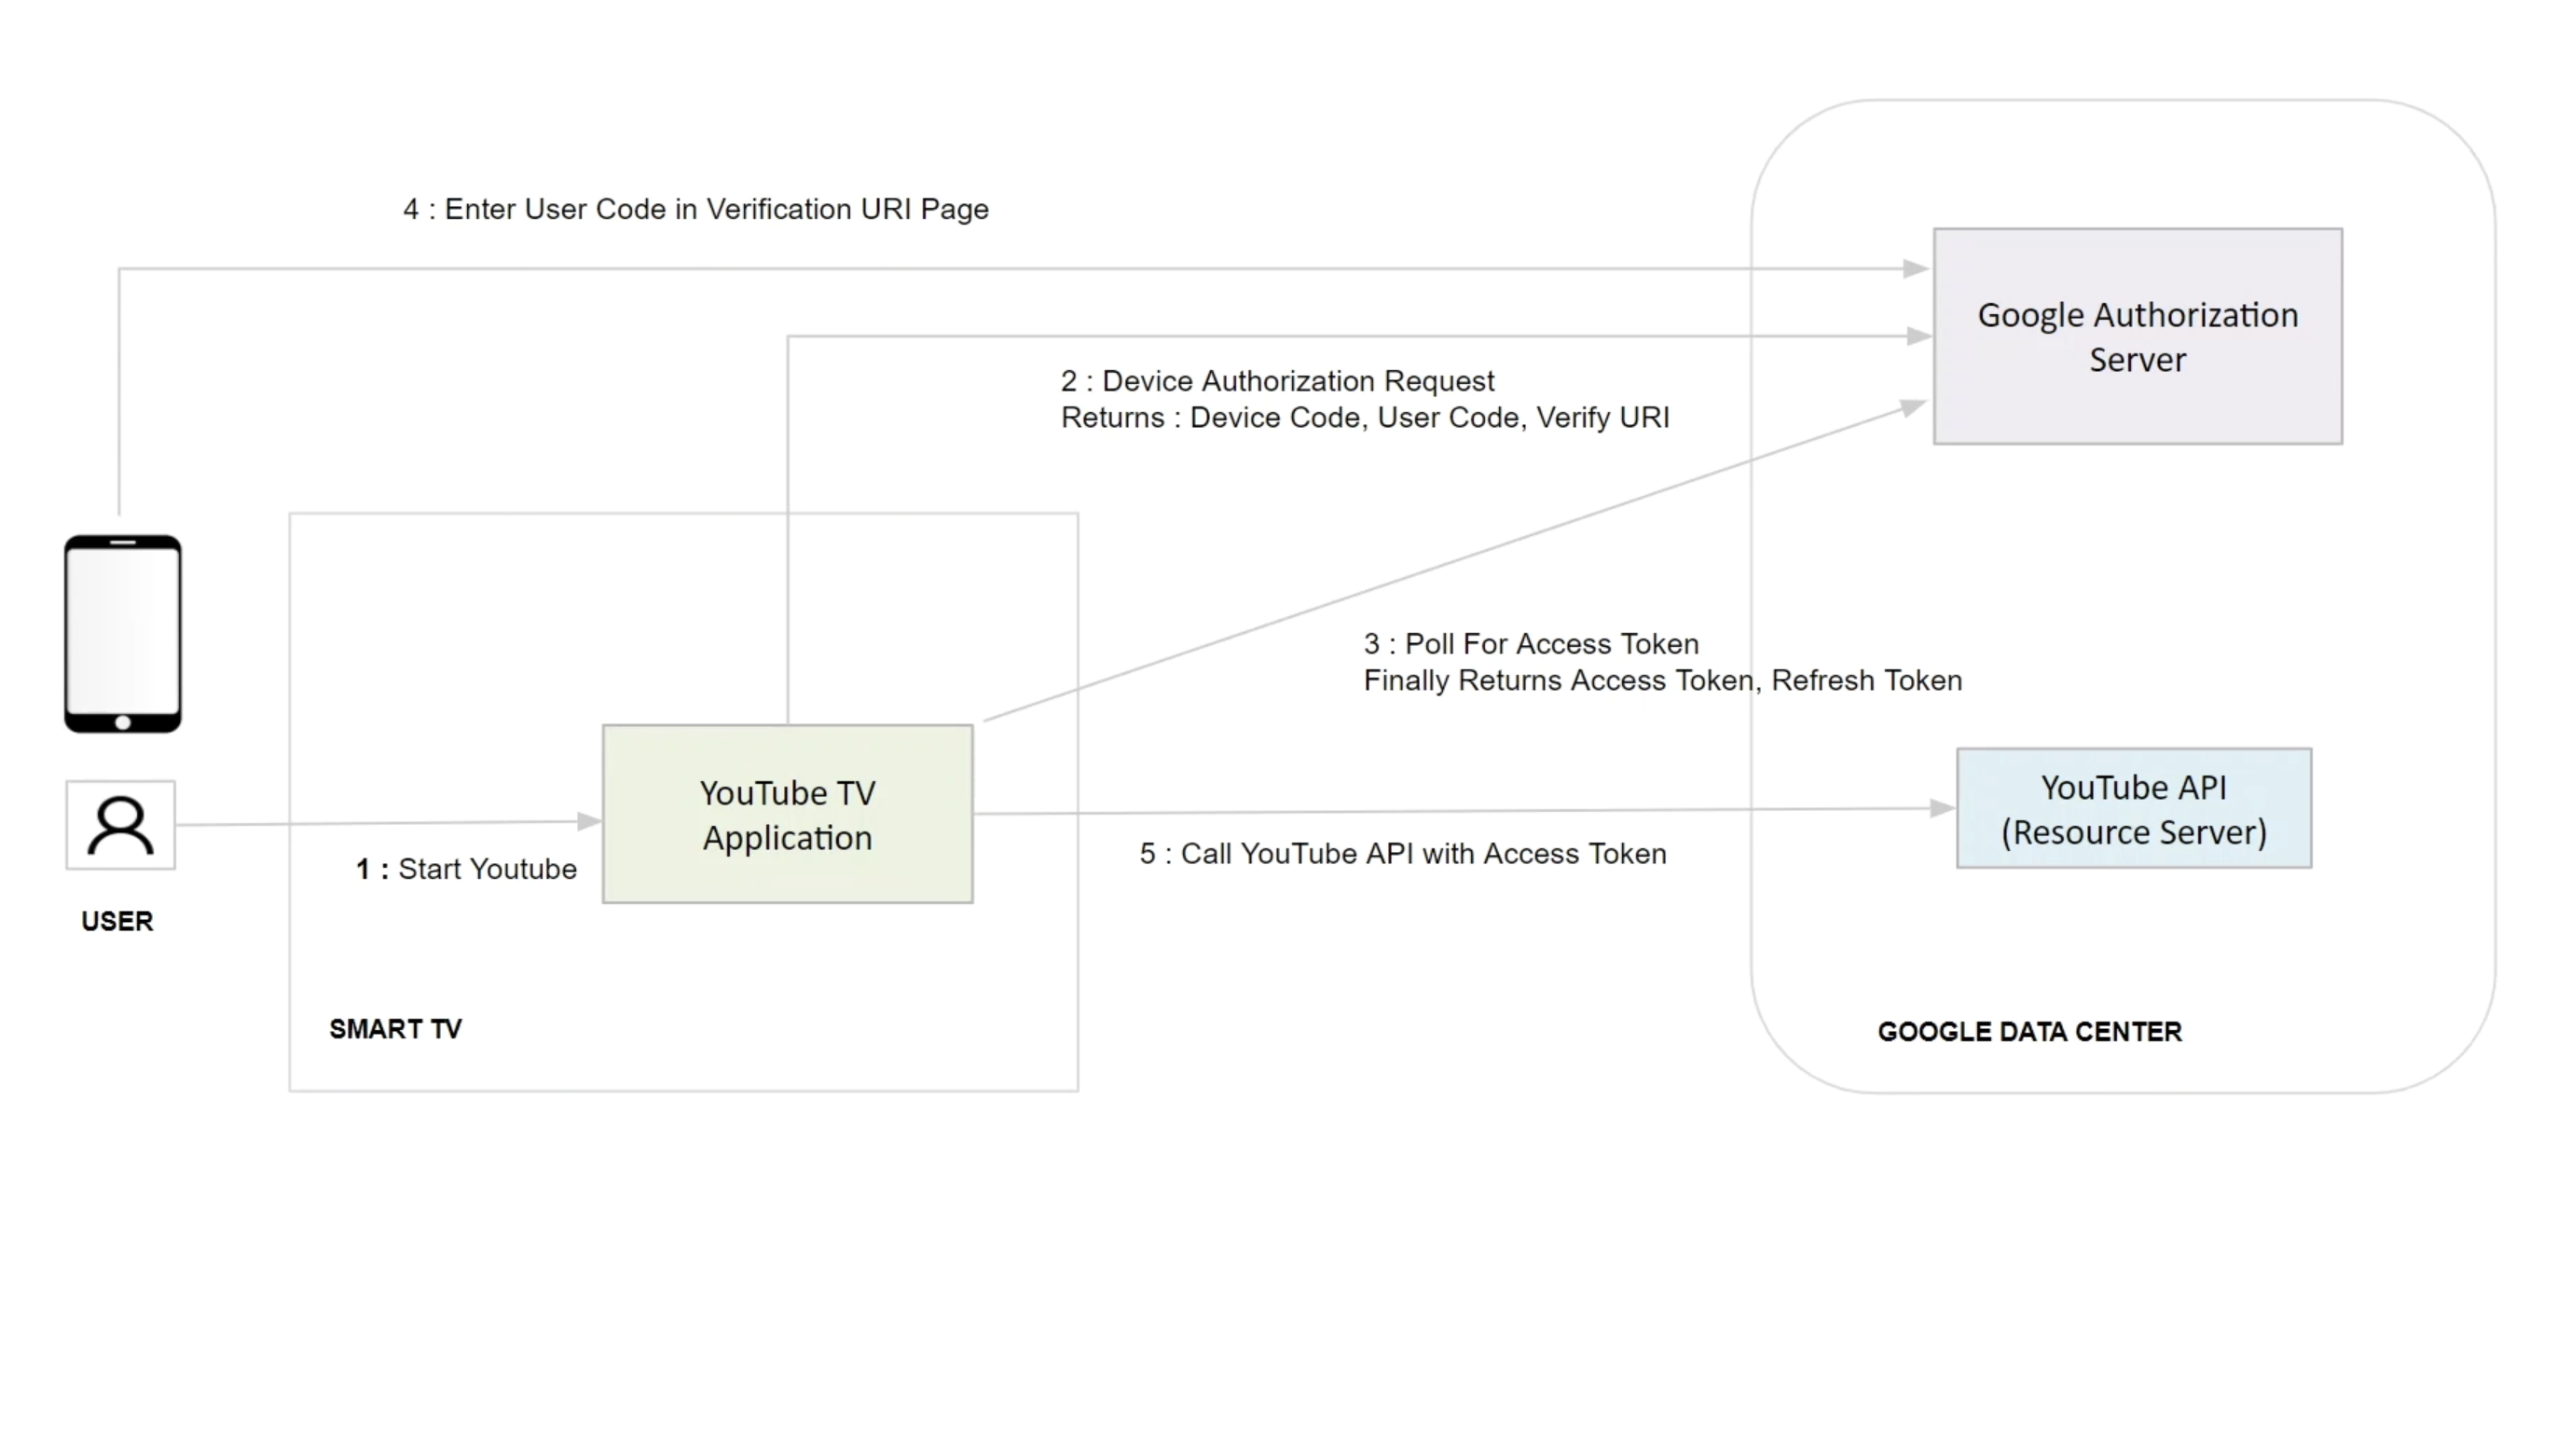 4 : Enter User Code in Verification URI Page
Google Authorization
Server
2 : Device Authorization Request
Returns : Device Code, User Code, Verify URI
3 : Poll For Access Token
Finally Returns Access Token, Refresh Token
YouTube TV
Application
YouTube API
(Resource Server)
1 : Start Youtube
5 : Call YouTube API with Access Token
USER
SMART TV
GOOGLE DATA CENTER